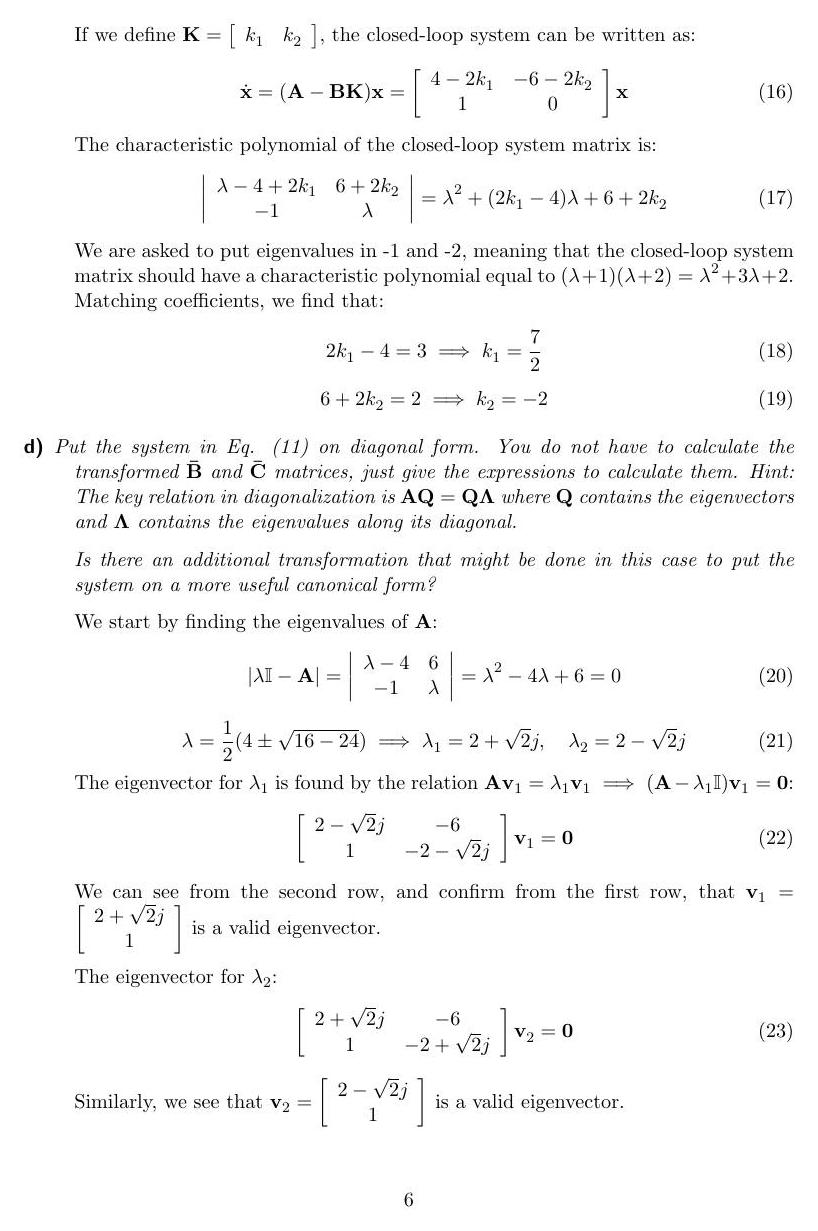 If we define K = [ k₁ k₂ ], the closed-loop system can be written as:
ẋ = (A − BK)x = [ 4 − 2k₁ −6 − 2k₂ ; 1 0 ] x (16)
The characteristic polynomial of the closed-loop system matrix is:
| λ − 4 + 2k₁ 6 + 2k₂ ; −1 λ | = λ² + (2k₁ − 4)λ + 6 + 2k₂ (17)
We are asked to put eigenvalues in -1 and -2, meaning that the closed-loop system
matrix should have a characteristic polynomial equal to (λ+1)(λ+2) = λ²+3λ+2.
Matching coefficients, we find that:
2k₁ − 4 = 3 ⟹ k₁ = 7/2 (18)
6 + 2k₂ = 2 ⟹ k₂ = −2 (19)
d) Put the system in Eq. (11) on diagonal form. You do not have to calculate the
transformed B̄ and C̄ matrices, just give the expressions to calculate them. Hint:
The key relation in diagonalization is AQ = QΛ where Q contains the eigenvectors
and Λ contains the eigenvalues along its diagonal.
Is there an additional transformation that might be done in this case to put the
system on a more useful canonical form?
We start by finding the eigenvalues of A:
|λ𝕀 − A| = | λ − 4 6 ; −1 λ | = λ² − 4λ + 6 = 0 (20)
λ = 1/2(4 ± √(16 − 24)) ⟹ λ₁ = 2 + √2j, λ₂ = 2 − √2j (21)
The eigenvector for λ₁ is found by the relation Av₁ = λ₁v₁ ⟹ (A − λ₁𝕀)v₁ = 0:
[ 2 − √2j −6 ; 1 −2 − √2j ] v₁ = 0 (22)
We can see from the second row, and confirm from the first row, that v₁ =
[ 2 + √2j ; 1 ] is a valid eigenvector.
The eigenvector for λ₂:
[ 2 + √2j −6 ; 1 −2 + √2j ] v₂ = 0 (23)
Similarly, we see that v₂ = [ 2 − √2j ; 1 ] is a valid eigenvector.
6